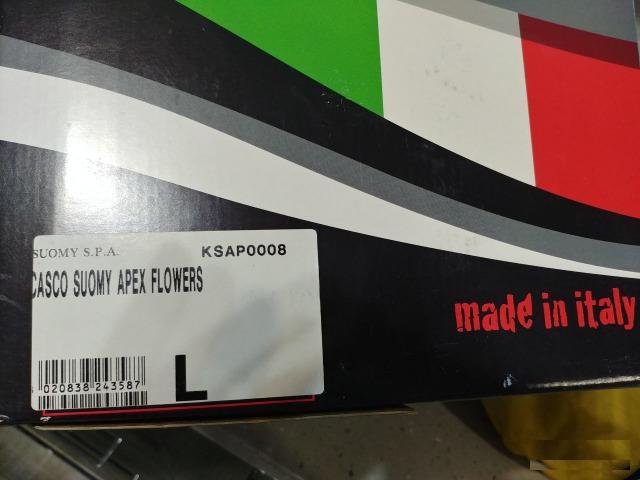 SUOMY S.P.A. KSAP0008
CASCO SUOMY APEX FLOWERS
020838 243587
L
made in italy